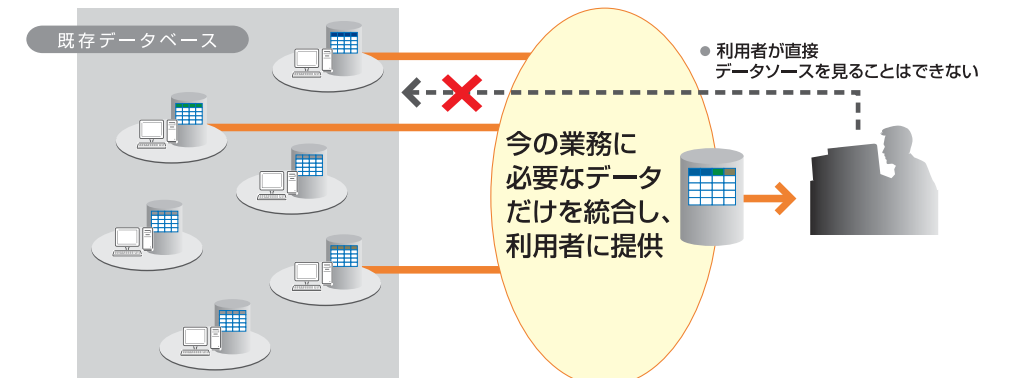 既存データベース
● 利用者が直接
データソースを見ることはできない
今の業務に
必要なデータ
だけを統合し、
利用者に提供